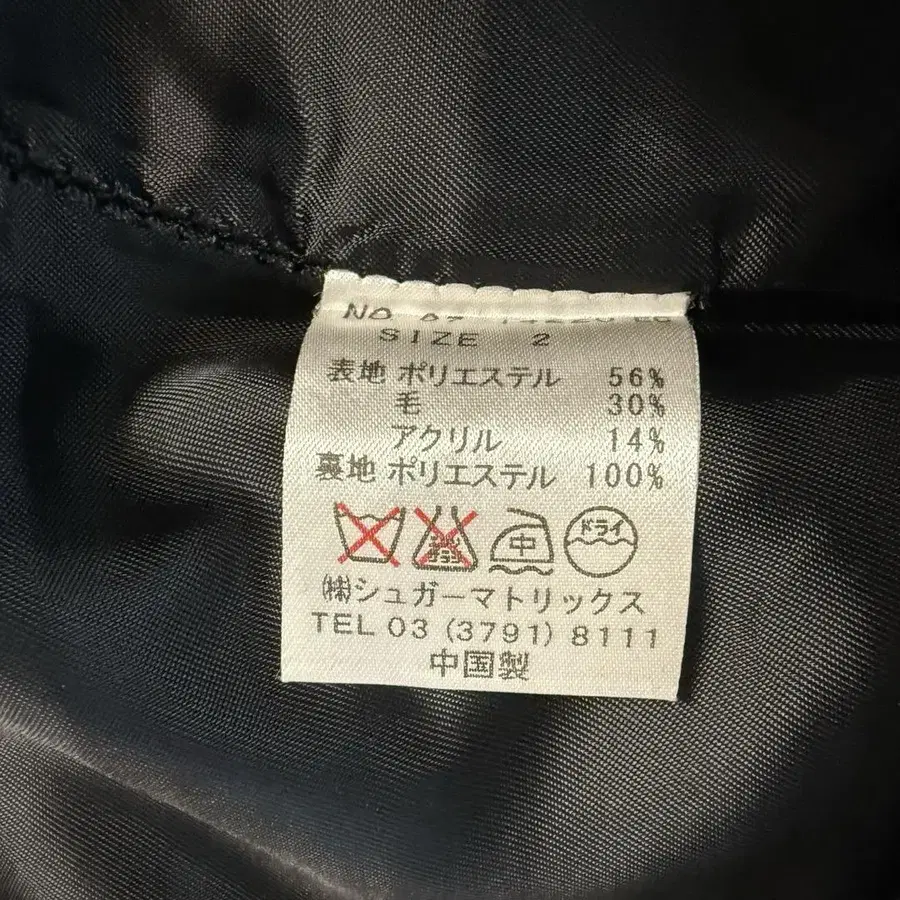 NO
SIZE 2
表地 ポリエステル 56%
毛 30%
アクリル 14%
裏地 ポリエステル 100%
中 ドライ
㈱シュガーマトリックス
TEL 03 (3791) 8111
中国製